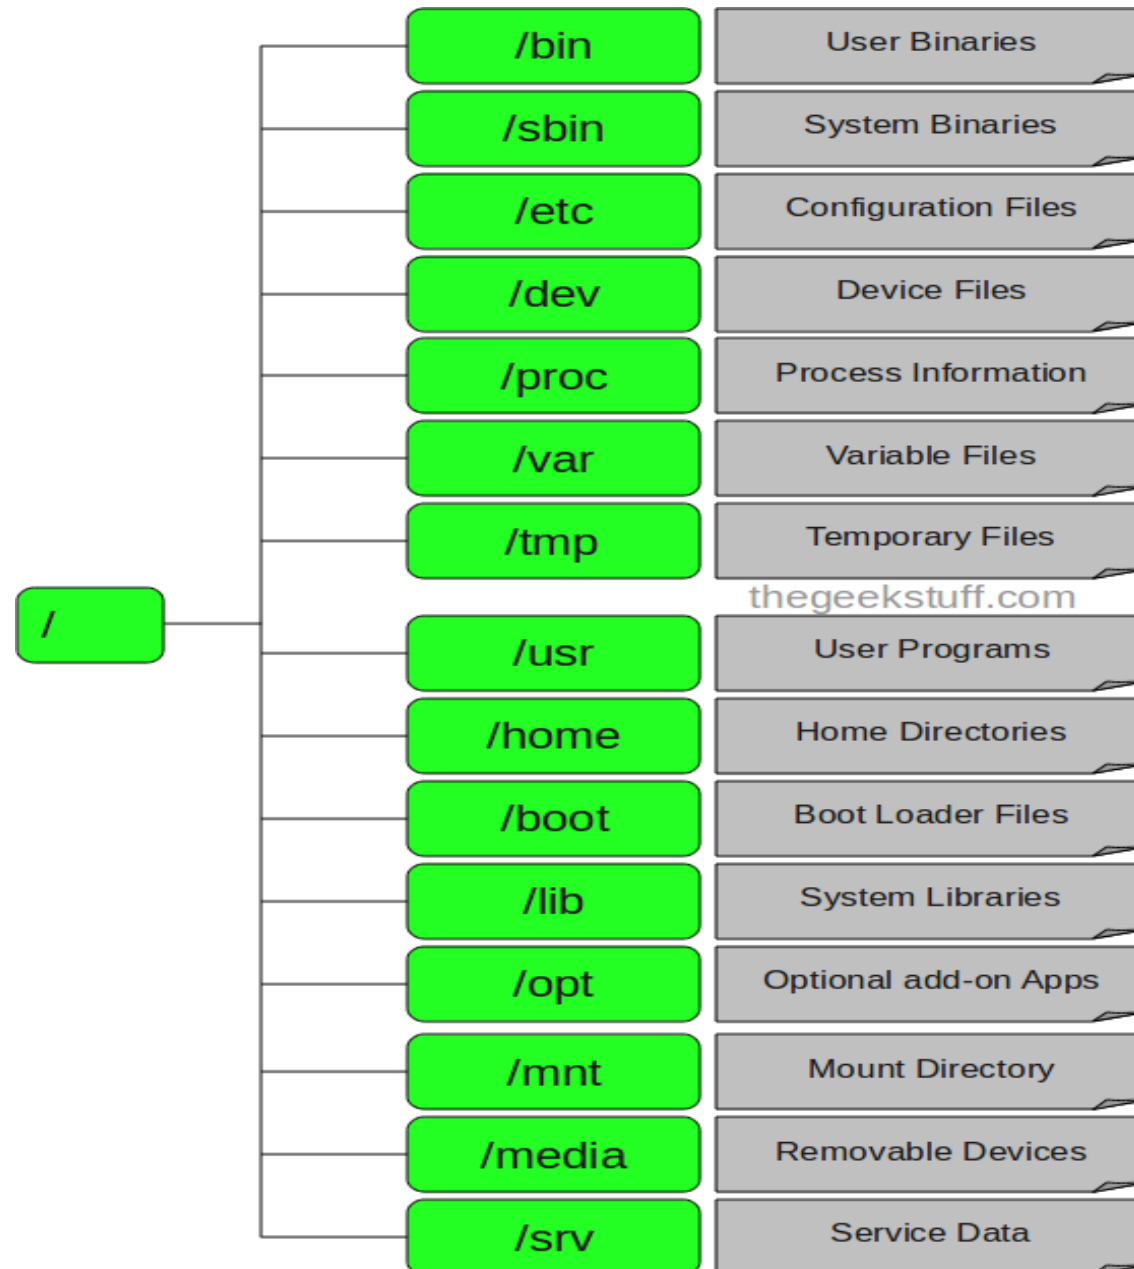 /bin User Binaries
/sbin System Binaries
/etc Configuration Files
/dev Device Files
/proc Process Information
/var Variable Files
/tmp Temporary Files
thegeekstuff.com
/
/usr User Programs
/home Home Directories
/boot Boot Loader Files
/lib System Libraries
/opt Optional add-on Apps
/mnt Mount Directory
/media Removable Devices
/srv Service Data